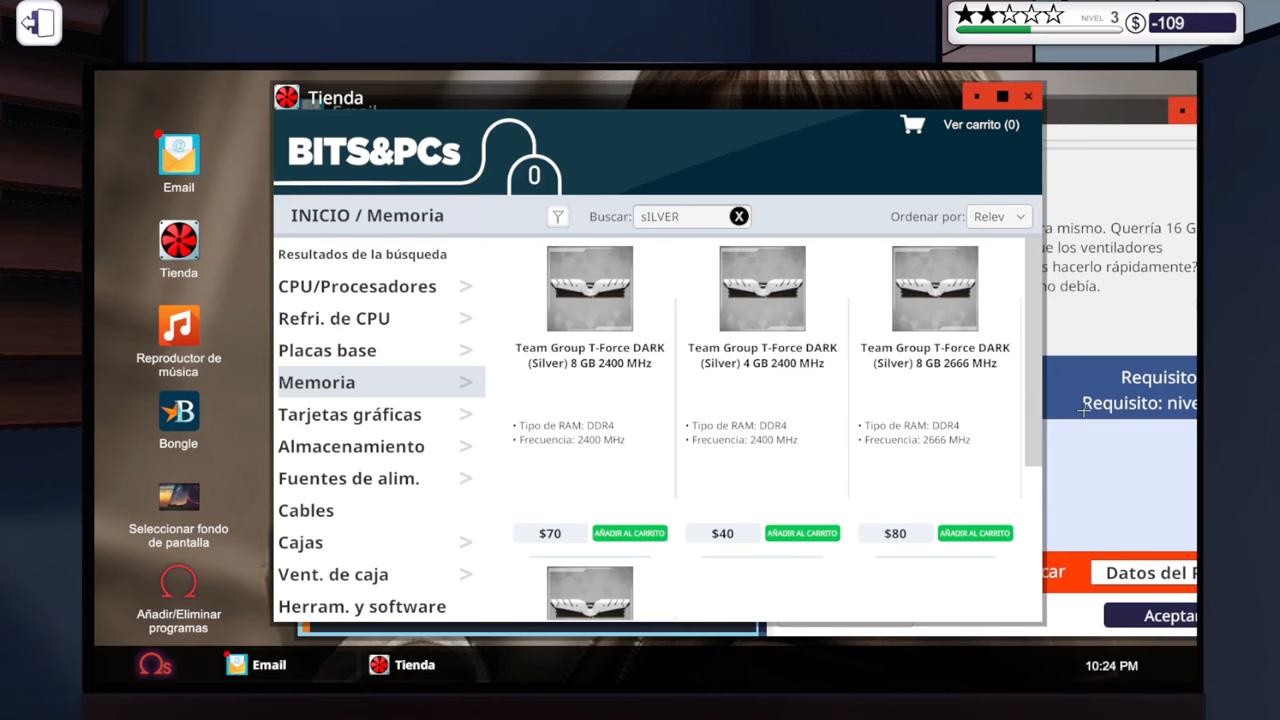 NIVEL 3
$ -109
Tienda
Email
BITS&PCs
Ver carrito (0)
INICIO / Memoria
Buscar: sILVER
Ordenar por: Relev
Resultados de la búsqueda
CPU/Procesadores >
Refri. de CPU >
Placas base >
Memoria >
Tarjetas gráficas >
Almacenamiento >
Fuentes de alim. >
Cables
Cajas >
Vent. de caja >
Herram. y software
Team Group T-Force DARK
(Silver) 8 GB 2400 MHz
• Tipo de RAM: DDR4
• Frecuencia: 2400 MHz
$70
AÑADIR AL CARRITO
Team Group T-Force DARK
(Silver) 4 GB 2400 MHz
• Tipo de RAM: DDR4
• Frecuencia: 2400 MHz
$40
AÑADIR AL CARRITO
Team Group T-Force DARK
(Silver) 8 GB 2666 MHz
• Tipo de RAM: DDR4
• Frecuencia: 2666 MHz
$80
AÑADIR AL CARRITO
ra mismo. Querría 16 G
ue los ventiladores
s hacerlo rápidamente?
no debía.
Requisito
Requisito: nive
car
Datos del
Acepta
Email
Tienda
Reproductor de
música
B
Bongle
Seleccionar fondo
de pantalla
Añadir/Eliminar
programas
Ωs
Email
Tienda
10:24 PM